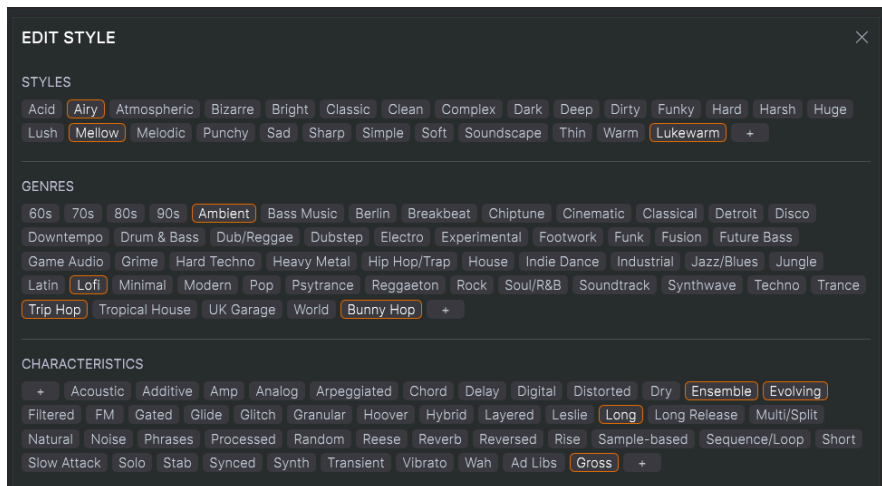 EDIT STYLE
STYLES
Acid Airy Atmospheric Bizarre Bright Classic Clean Complex Dark Deep Dirty Funky Hard Harsh Huge
Lush Mellow Melodic Punchy Sad Sharp Simple Soft Soundscape Thin Warm Lukewarm +
GENRES
60s 70s 80s 90s Ambient Bass Music Berlin Breakbeat Chiptune Cinematic Classical Detroit Disco
Downtempo Drum & Bass Dub/Reggae Dubstep Electro Experimental Footwork Funk Fusion Future Bass
Game Audio Grime Hard Techno Heavy Metal Hip Hop/Trap House Indie Dance Industrial Jazz/Blues Jungle
Latin Lofi Minimal Modern Pop Psytrance Reggaeton Rock Soul/R&B Soundtrack Synthwave Techno Trance
Trip Hop Tropical House UK Garage World Bunny Hop +
CHARACTERISTICS
+ Acoustic Additive Amp Analog Arpeggiated Chord Delay Digital Distorted Dry Ensemble Evolving
Filtered FM Gated Glide Glitch Granular Hoover Hybrid Layered Leslie Long Long Release Multi/Split
Natural Noise Phrases Processed Random Reese Reverb Reversed Rise Sample-based Sequence/Loop Short
Slow Attack Solo Stab Synced Synth Transient Vibrato Wah Ad Libs Gross +